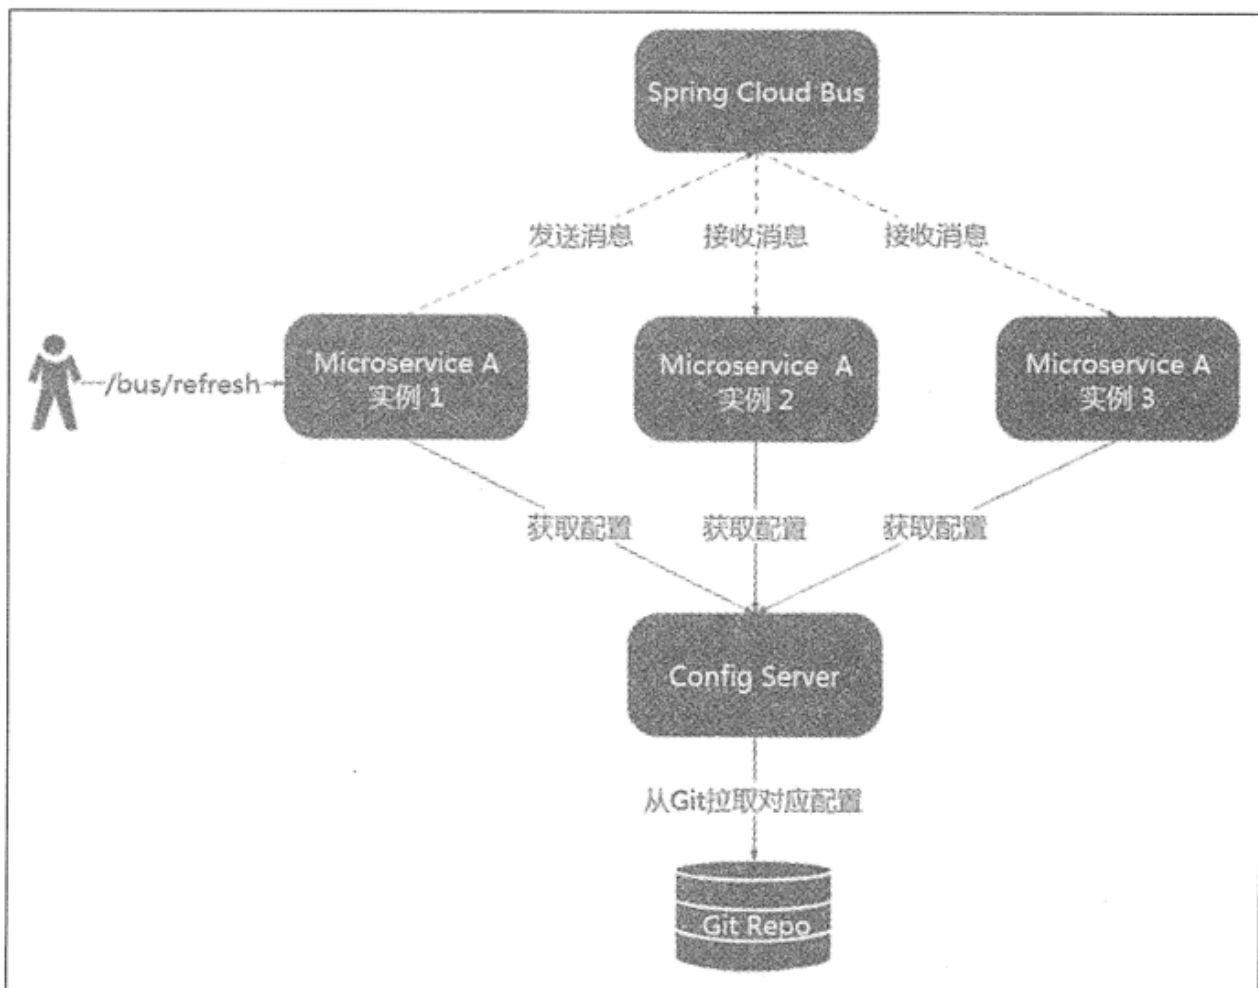 Spring Cloud Bus
发送消息
接收消息
接收消息
/bus/refresh
Microservice A
实例 1
Microservice A
实例 2
Microservice A
实例 3
获取配置
获取配置
获取配置
Config Server
从Git拉取对应配置
Git Repo